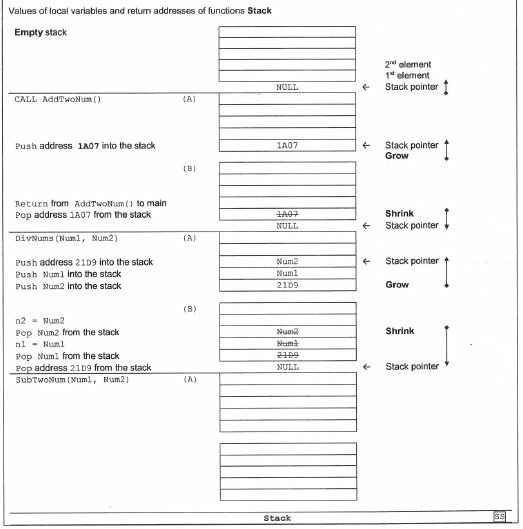 Values of local variables and return addresses of functions Stack
Empty stack
2nd element
1st element
NULL ← Stack pointer
CALL AddTwoNum() (A)
Push address 1A07 into the stack 1A07 ← Stack pointer
Grow
(B)
Return from AddTwoNum() to main
Pop address 1A07 from the stack 1A07 Shrink
NULL ← Stack pointer
DivNums(Num1, Num2) (A)
Push address 21D9 into the stack Num2 ← Stack pointer
Push Num1 into the stack Num1
Push Num2 into the stack 21D9 Grow
(B)
n2 = Num2
Pop Num2 from the stack Num2 Shrink
n1 = Num1 Num1
Pop Num1 from the stack 21D9
Pop address 21D9 from the stack NULL ← Stack pointer
SubTwoNum(Num1, Num2) (A)
Stack SS